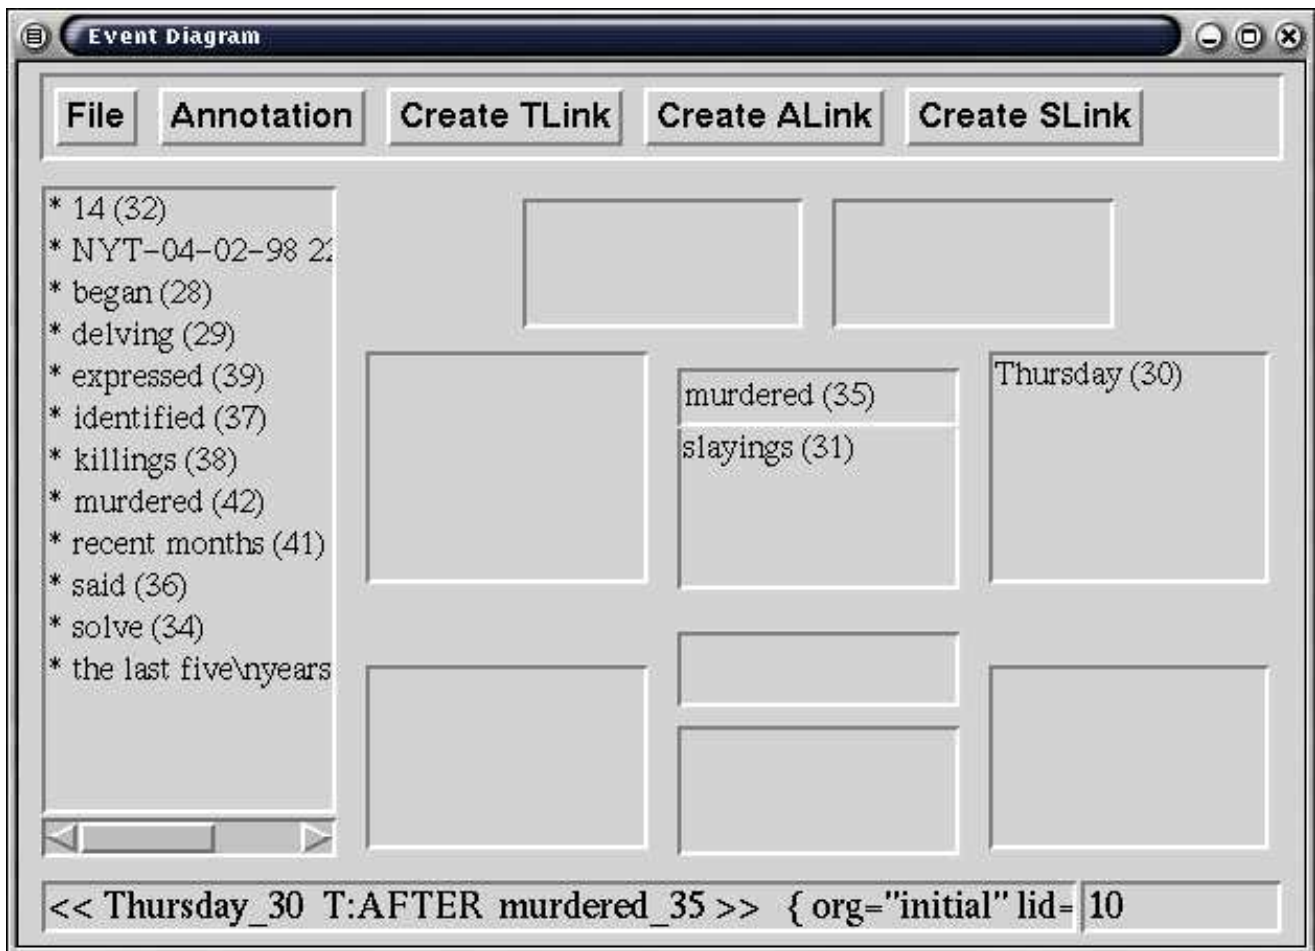 Event Diagram
File Annotation Create TLink Create ALink Create SLink
* 14 (32)
* NYT-04-02-98 22
* began (28)
* delving (29)
* expressed (39)
* identified (37)
* killings (38)
* murdered (42)
* recent months (41)
* said (36)
* solve (34)
* the last five\nyears
murdered (35)
slayings (31)
Thursday (30)
<< Thursday_30 T:AFTER murdered_35 >> { org="initial" lid= 10